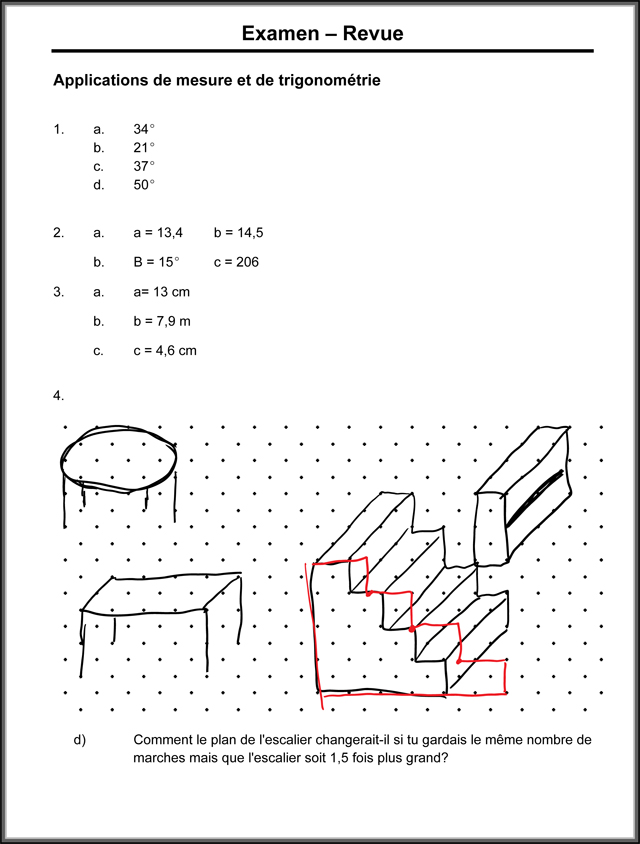 Examen – Revue
Applications de mesure et de trigonométrie
1. a. 34°
b. 21°
c. 37°
d. 50°
2. a. a = 13,4 b = 14,5
b. B = 15° c = 206
3. a. a= 13 cm
b. b = 7,9 m
c. c = 4,6 cm
4.
d) Comment le plan de l'escalier changerait-il si tu gardais le même nombre de
marches mais que l'escalier soit 1,5 fois plus grand?